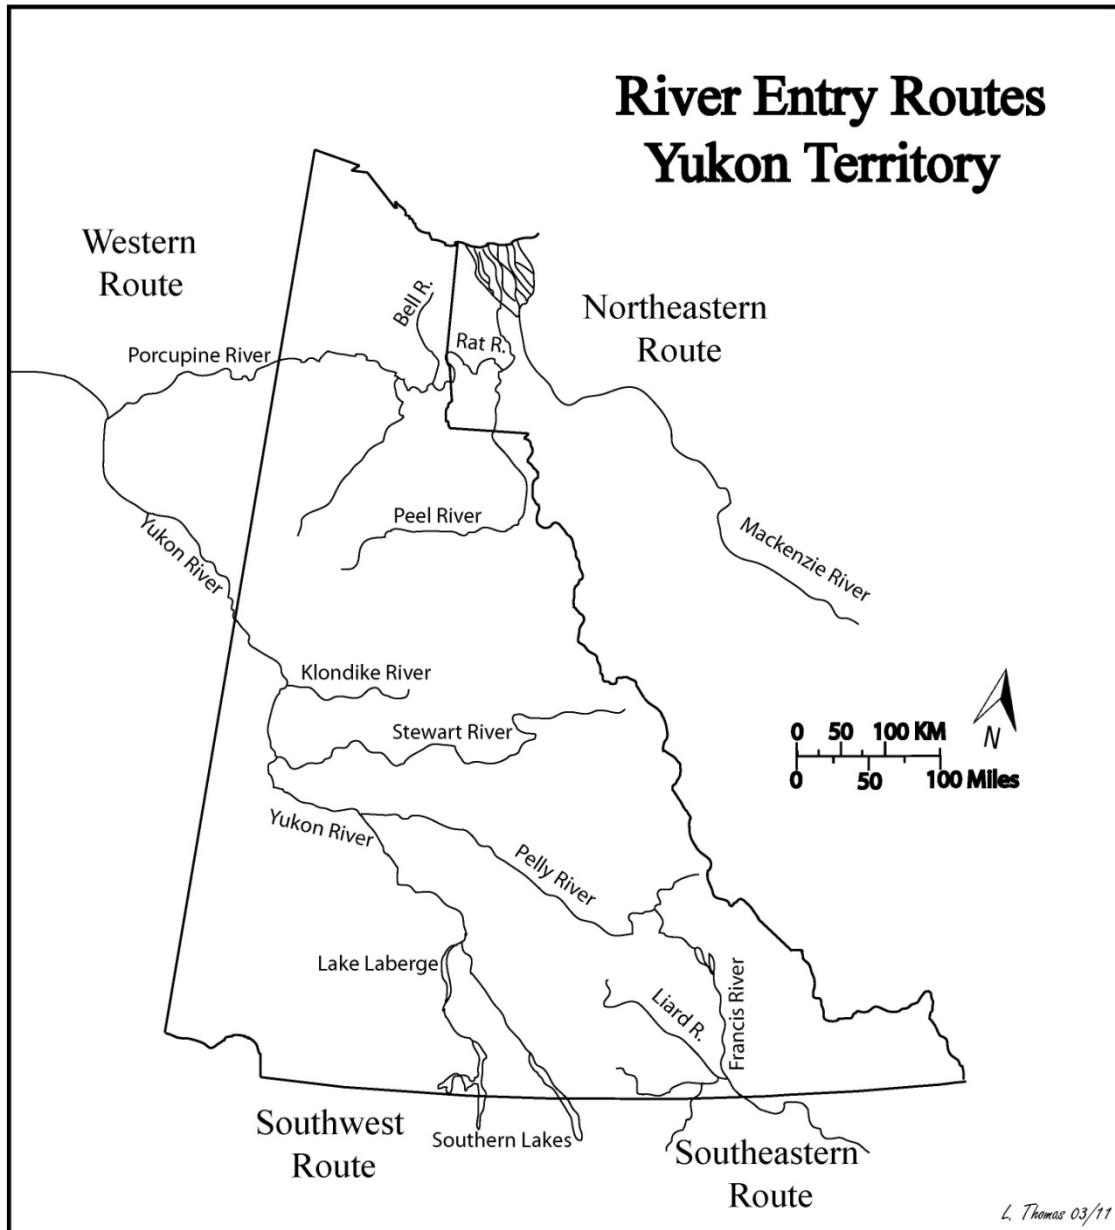 River Entry Routes
Yukon Territory
Western
Route
Northeastern
Route
Bell R.
Rat R.
Porcupine River
Peel River
Yukon River
Mackenzie River
Klondike River
Stewart River
0 50 100 KM
0 50 100 Miles
N
Yukon River
Pelly River
Lake Laberge
Liard R.
Francis River
Southwest
Route
Southern Lakes
Southeastern
Route
L. Thomas 03/11